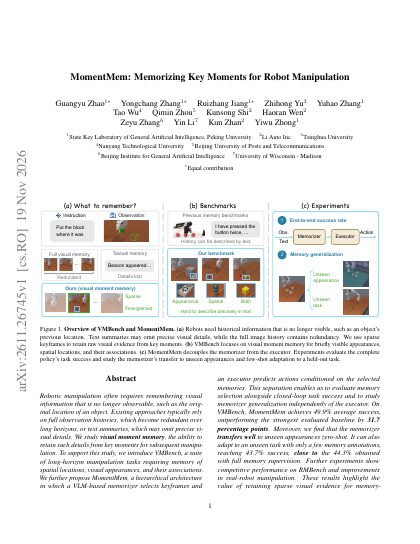 MomentMem: Memorizing Key Moments for Robot Manipulation
Guangyu Zhao1* Yongchang Zhang1* Ruizhang Jiang1* Zhihong Yu3 Yuhao Zhang1
Tao Wu4 Qimin Zhou5 Kunsong Shi2 Haoran Wen2
Zeyu Zhang6 Yin Li7 Kun Zhan2 Yiwu Zhong1
1State Key Laboratory of General Artificial Intelligence, Peking University 2Li Auto Inc. 3Tsinghua University
4Nanyang Technological University 5Beijing University of Posts and Telecommunications
6Beijing Institute for General Artificial Intelligence 7University of Wisconsin - Madison
*Equal contribution
arXiv:2611.26745v1 [cs.RO] 19 Nov 2026
(a) What to remember?
Instruction
Observation
Put the block
where it was
Full visual memory
Textual memory
Beacon appeared...
Redundant
Details lost
Ours (visual moment memory)
Sparse
Fine-grained
(b) Benchmarks
Previous memory benchmarks
I have pressed the
button twice, ...
History can be described by text
Our benchmark
Appearance
Spatial
Both
Hard to describe precisely in text
(c) Experiments
1 End-to-end success rate
Obs.
Text
Memorizer
Executor
Action
2 Memory generalization
Unseen
appearance
Unseen
task
Figure 1. Overview of VMBench and MomentMem. (a) Robots need historical information that is no longer visible, such as an object's
previous location. Text summaries may omit precise visual details, while the full image history contains redundancy. We use sparse
keyframes to retain raw visual evidence from key moments. (b) VMBench focuses on visual moment memory for briefly visible appearances,
spatial locations, and their associations. (c) MomentMem decouples the memorizer from the executor. Experiments evaluate the complete
policy's task success and study the memorizer's transfer to unseen appearances and few-shot adaptation to a held-out task.
Abstract
Robotic manipulation often requires remembering visual
information that is no longer observable, such as the orig-
inal location of an object. Existing approaches typically rely
on full observation histories, which become redundant over
long horizons, or text summaries, which may omit precise vi-
sual details. We study visual moment memory, the ability to
retain such details from key moments for subsequent manipu-
lation. To support this study, we introduce VMBench, a suite
of long-horizon manipulation tasks requiring memory of
spatial locations, visual appearances, and their associations.
We further propose MomentMem, a hierarchical architecture
in which a VLM-based memorizer selects keyframes and
an executor predicts actions conditioned on the selected
memories. This separation enables us to evaluate memory
selection alongside closed-loop task success and to study
memorizer generalization independently of the executor. On
VMBench, MomentMem achieves 49.9% average success,
outperforming the strongest evaluated baseline by 31.7
percentage points. Moreover, we find that the memorizer
transfers well to unseen appearances zero-shot. It can also
adapt to an unseen task with only a few memory annotations,
reaching 43.7% success, close to the 44.3% obtained
with full memory supervision. Further experiments show
competitive performance on RMBench and improvements
in real-robot manipulation. These results highlight the
value of retaining sparse visual evidence for memory-
1